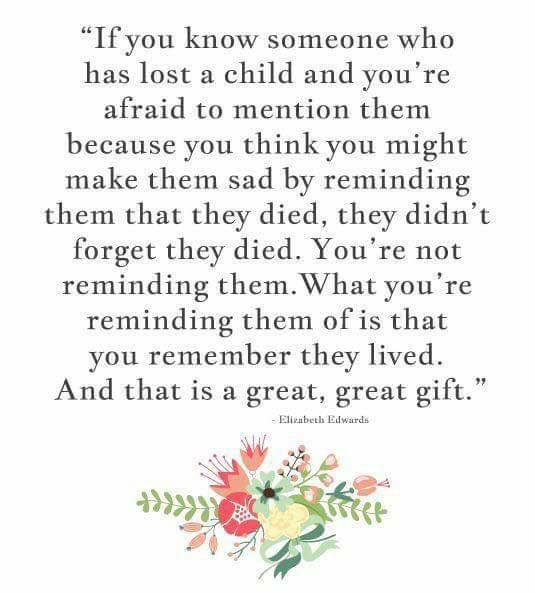 “If you know someone who
has lost a child and you’re
afraid to mention them
because you think you might
make them sad by reminding
them that they died, they didn’t
forget they died. You’re not
reminding them.What you’re
reminding them of is that
you remember they lived.
And that is a great, great gift.”
- Elizabeth Edwards